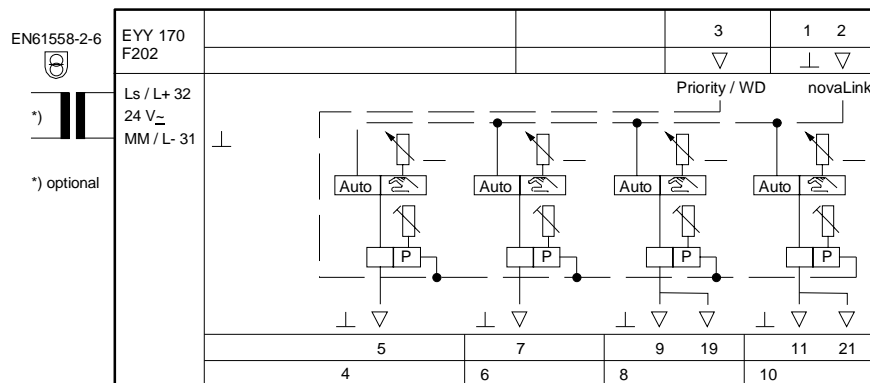 EN61558-2-6
EYY 170
F202
3 1 2
Priority / WD novaLink
Ls / L+ 32
24 V~
MM / L- 31
*)
*) optional
Auto Auto Auto Auto
P P P P
5 7 9 19 11 21
4 6 8 10